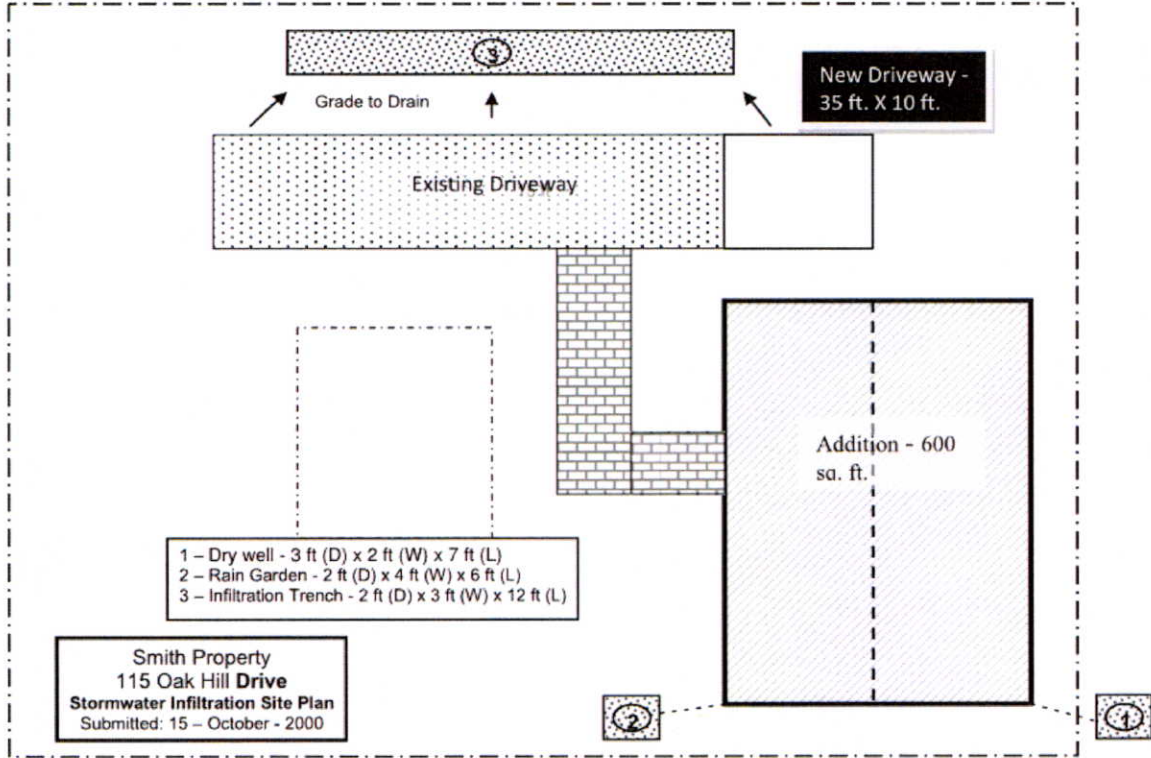 3
New Driveway -
35 ft. X 10 ft.
Grade to Drain
Existing Driveway
Addition - 600
sq. ft.
1 – Dry well - 3 ft (D) x 2 ft (W) x 7 ft (L)
2 – Rain Garden - 2 ft (D) x 4 ft (W) x 6 ft (L)
3 – Infiltration Trench - 2 ft (D) x 3 ft (W) x 12 ft (L)
Smith Property
115 Oak Hill Drive
Stormwater Infiltration Site Plan
Submitted: 15 – October - 2000
2
1